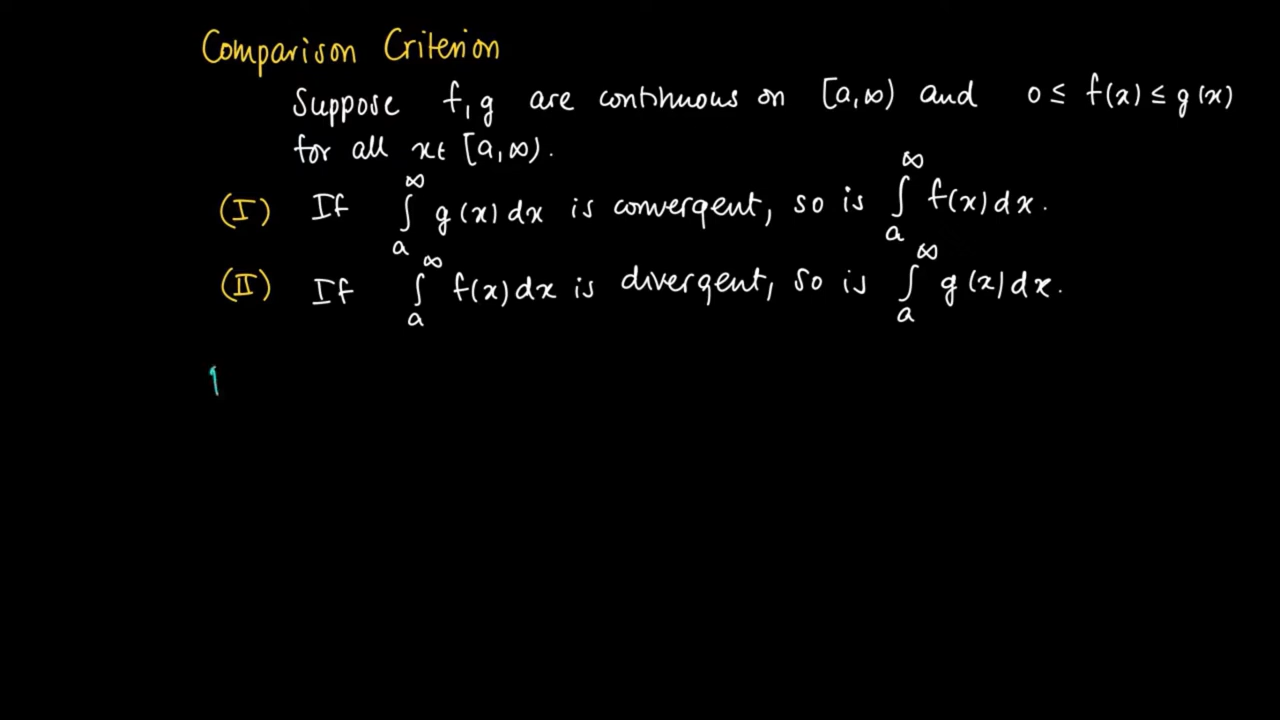 Comparison Criterion
Suppose f, g are continuous on [a, ∞) and 0 ≤ f(x) ≤ g(x)
for all x ∈ [a, ∞).
(I) If ∫_a^∞ g(x) dx is convergent, so is ∫_a^∞ f(x) dx.
(II) If ∫_a^∞ f(x) dx is divergent, so is ∫_a^∞ g(x) dx.